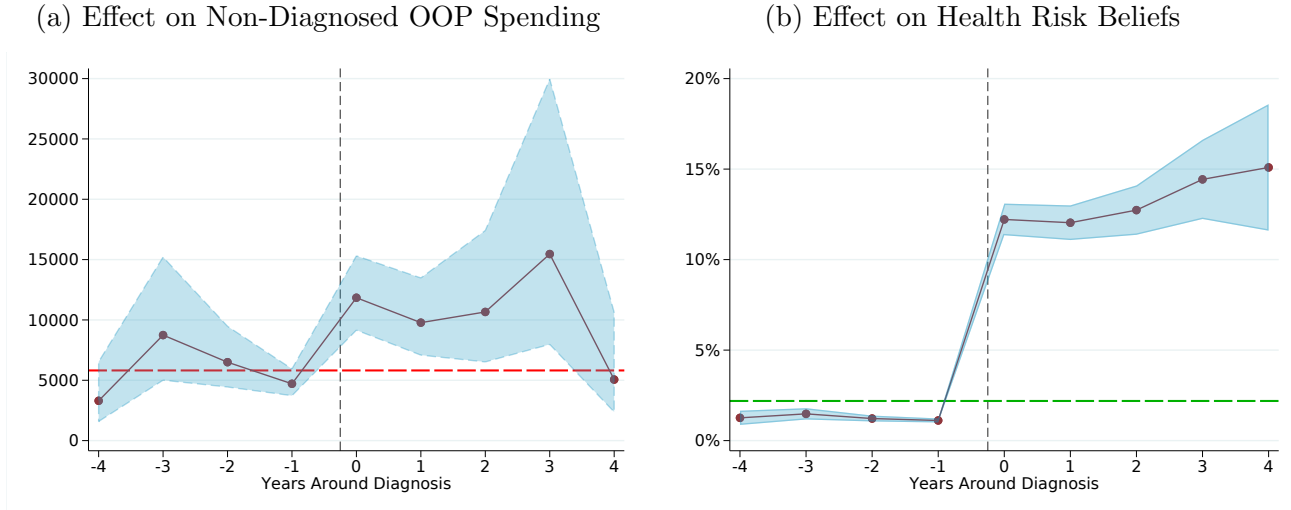 (a) Effect on Non-Diagnosed OOP Spending
30000
25000
20000
15000
10000
5000
0
-4 -3 -2 -1 0 1 2 3 4
Years Around Diagnosis
(b) Effect on Health Risk Beliefs
20%
15%
10%
5%
0%
-4 -3 -2 -1 0 1 2 3 4
Years Around Diagnosis